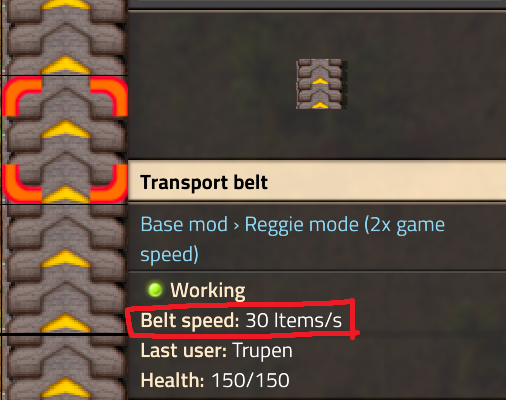 Transport belt
Base mod › Reggie mode (2x game
speed)
Working
Belt speed: 30 Items/s
Last user: Trupen
Health: 150/150